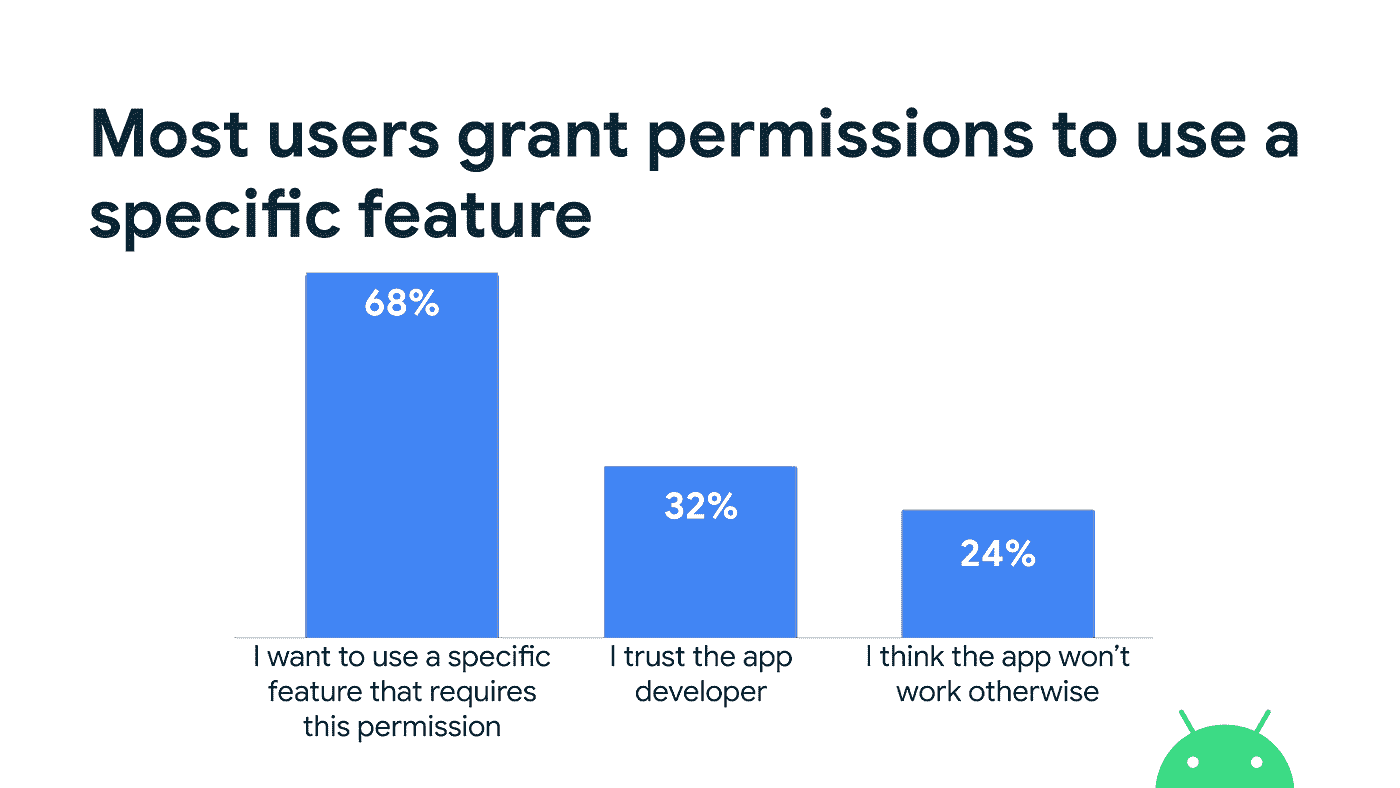 Most users grant permissions to use a
specific feature
68%
32%
24%
I want to use a specific
feature that requires
this permission
I trust the app
developer
I think the app won’t
work otherwise